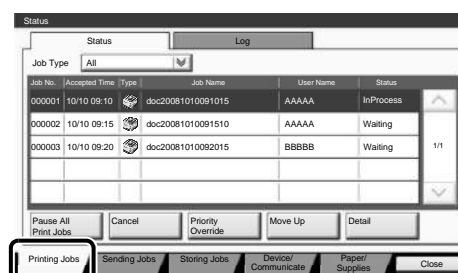 Status
Status
Log
Job Type All
Job No. Accepted Time Type Job Name User Name Status
000001 10/10 09:10 doc20081010091015 AAAAA InProcess
000002 10/10 09:15 doc20081010091510 AAAAA Waiting
000003 10/10 09:20 doc20081010092015 BBBBB Waiting
1/1
Pause All
Print Jobs
Cancel
Priority
Override
Move Up
Detail
Printing Jobs
Sending Jobs
Storing Jobs
Device/
Communicate
Paper/
Supplies
Close